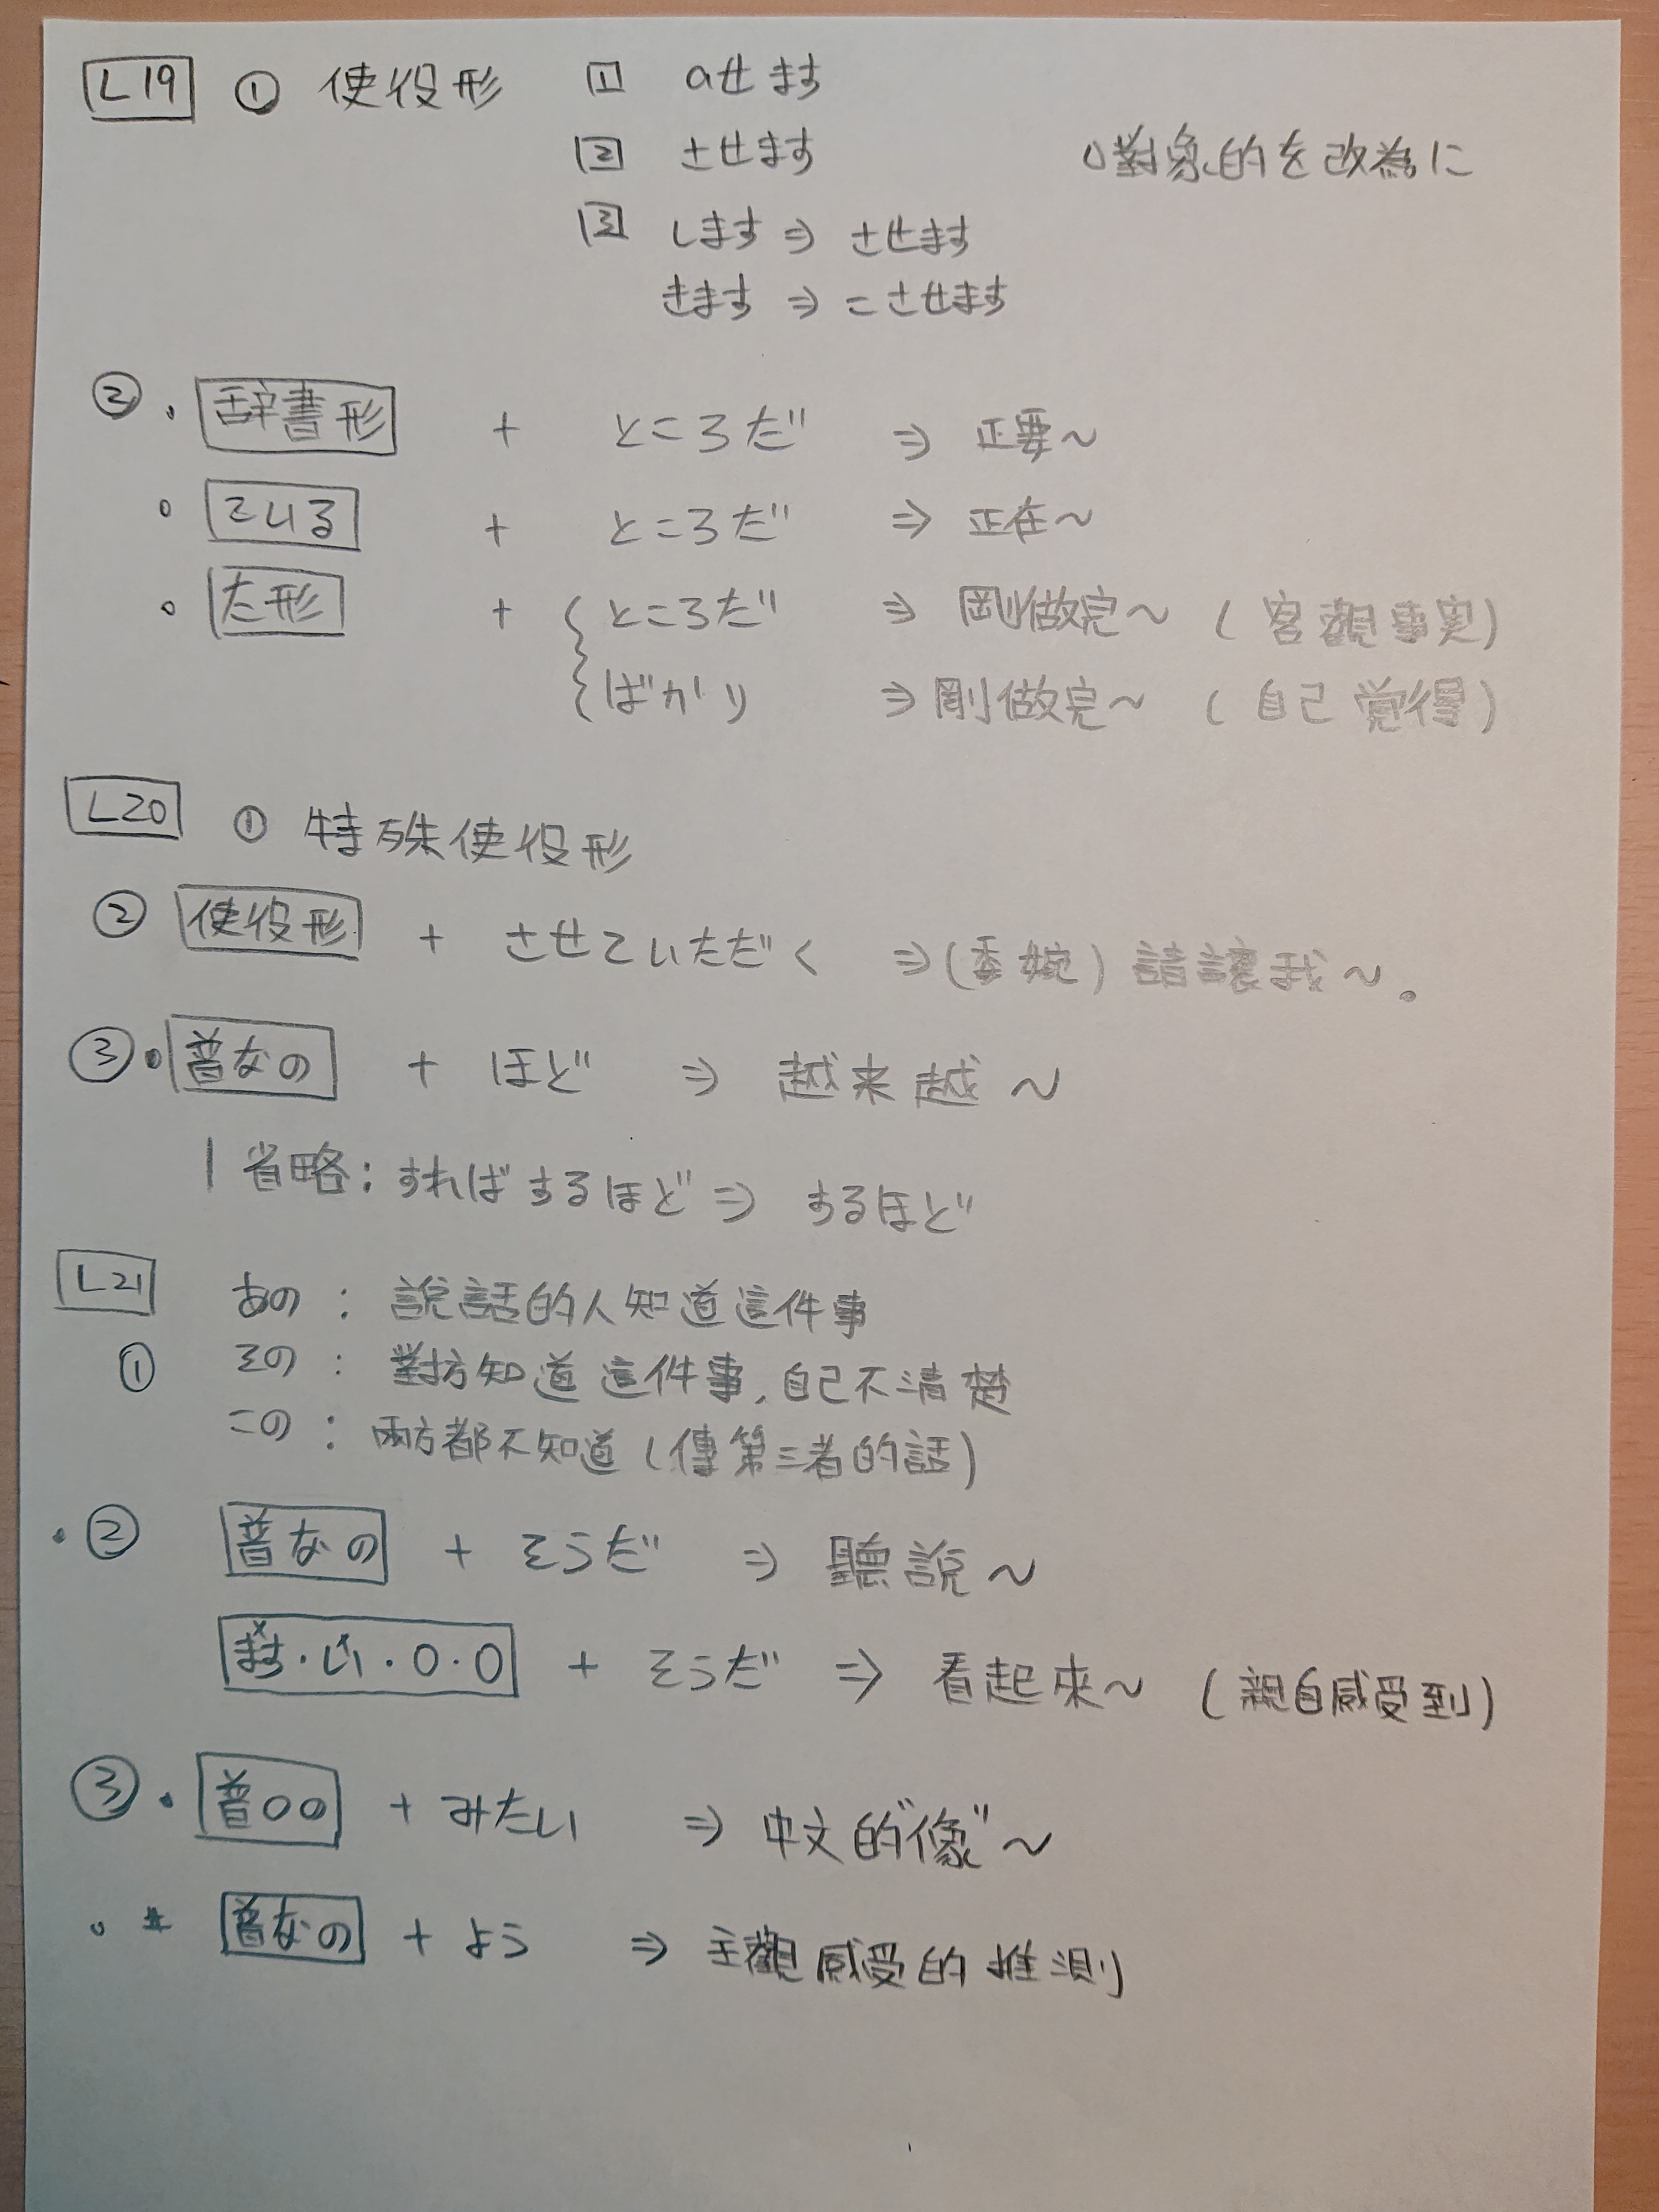 L19 ① 使役形 1 aせます
2 させます ○對象的を改為に
3 します ⇒ させます
きます ⇒ こさせます
② 。辞書形 + ところだ ⇒ 正要～
。ている + ところだ ⇒ 正在～
。た形 + { ところだ ⇒ 剛做完～ (客觀事実)
ばかり ⇒ 剛做完～ (自己覚得)
L20 ① 特殊使役形
② 使役形 + させていただく ⇒ (委婉) 請讓我～。
③ • 普なの + ほど ⇒ 越来越～
省略: すればするほど ⇒ するほど
L21 あの : 說話的人知道這件事
① その : 對方知道這件事,自己不清楚
この : 兩方都不知道 (傳第三者的話)
• ② 普なの + そうだ ⇒ 聽說～
ます・い・○・○ + そうだ ⇒ 看起來～ (親自感受到)
③ • 普○○ + みたい ⇒ 中文的"像"～
。 # 普なの + よう ⇒ 主觀感受的推測